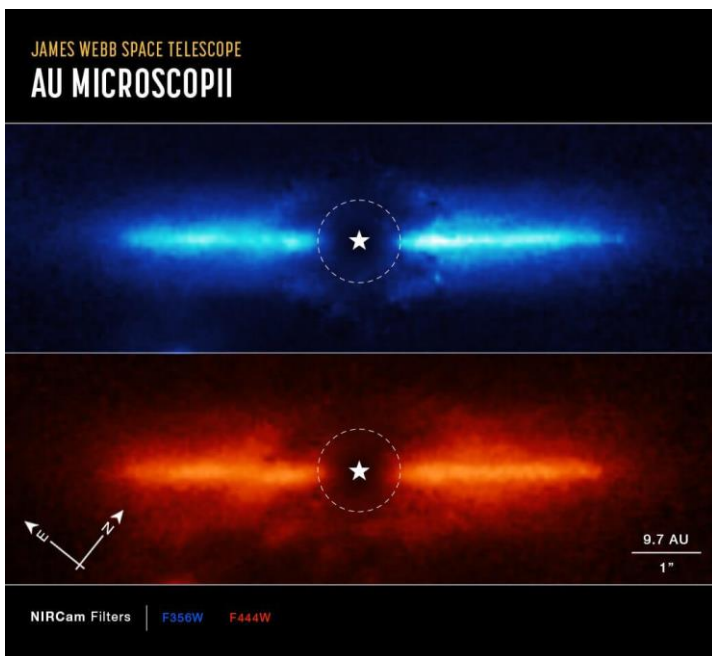 JAMES WEBB SPACE TELESCOPE
AU MICROSCOPII
E
N
9.7 AU
1"
NIRCam Filters | F356W F444W